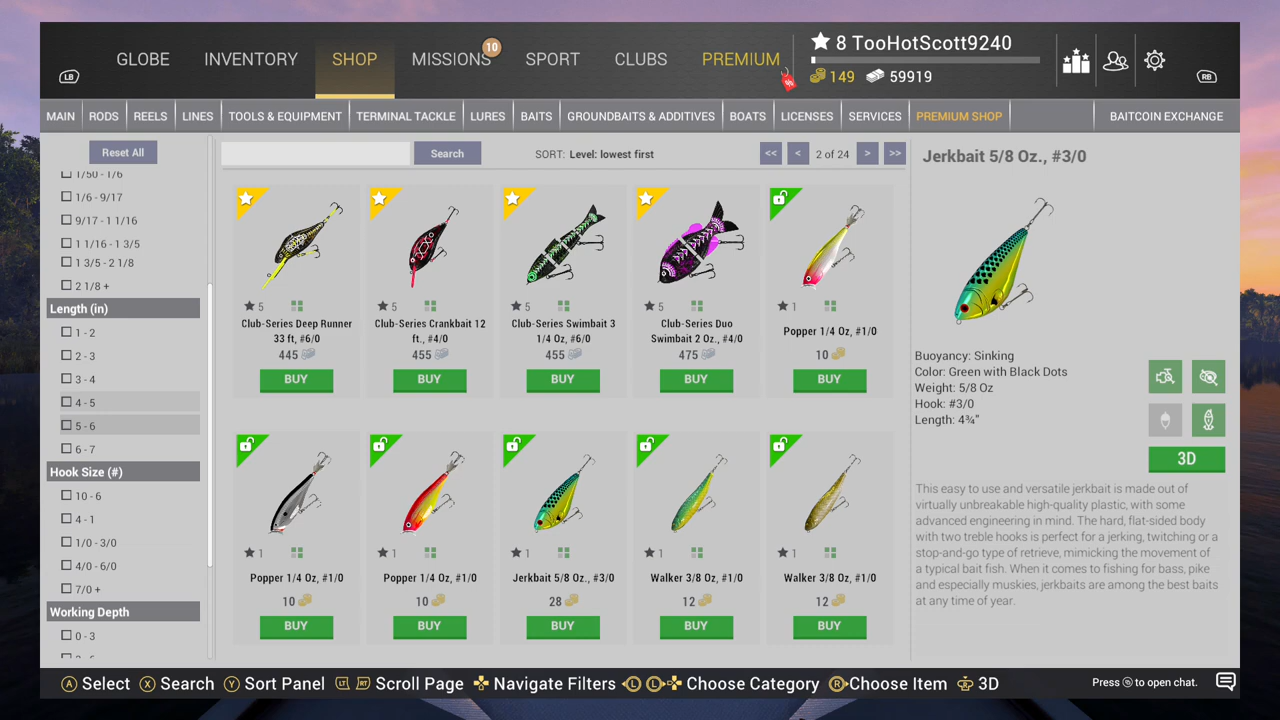 GLOBE INVENTORY SHOP MISSIONS 10 SPORT CLUBS PREMIUM
8 TooHotScott9240
149 59919
LB
RB
MAIN RODS REELS LINES TOOLS & EQUIPMENT TERMINAL TACKLE LURES BAITS GROUNDBAITS & ADDITIVES BOATS LICENSES SERVICES PREMIUM SHOP BAITCOIN EXCHANGE
Reset All
1/50 - 1/6
1/6 - 9/17
9/17 - 1 1/16
1 1/16 - 1 3/5
1 3/5 - 2 1/8
2 1/8 +
Length (in)
1 - 2
2 - 3
3 - 4
4 - 5
5 - 6
6 - 7
Hook Size (#)
10 - 6
4 - 1
1/0 - 3/0
4/0 - 6/0
7/0 +
Working Depth
0 - 3
Search SORT: Level: lowest first << < 2 of 24 > >>
5
Club-Series Deep Runner
33 ft, #6/0
445
BUY
5
Club-Series Crankbait 12
ft., #4/0
455
BUY
5
Club-Series Swimbait 3
1/4 Oz, #6/0
455
BUY
5
Club-Series Duo
Swimbait 2 Oz., #4/0
475
BUY
1
Popper 1/4 Oz, #1/0
10
BUY
1
Popper 1/4 Oz, #1/0
10
BUY
1
Popper 1/4 Oz, #1/0
10
BUY
1
Jerkbait 5/8 Oz., #3/0
28
BUY
1
Walker 3/8 Oz, #1/0
12
BUY
1
Walker 3/8 Oz, #1/0
12
BUY
Jerkbait 5/8 Oz., #3/0
Buoyancy: Sinking
Color: Green with Black Dots
Weight: 5/8 Oz
Hook: #3/0
Length: 4¾"
3D
This easy to use and versatile jerkbait is made out of
virtually unbreakable high-quality plastic, with some
advanced engineering in mind. The hard, flat-sided body
with two treble hooks is perfect for a jerking, twitching or a
stop-and-go type of retrieve, mimicking the movement of
a typical bait fish. When it comes to fishing for bass, pike
and especially muskies, jerkbaits are among the best baits
at any time of year.
A Select X Search Y Sort Panel LT RT Scroll Page Navigate Filters L L Choose Category R Choose Item 3D
Press to open chat.